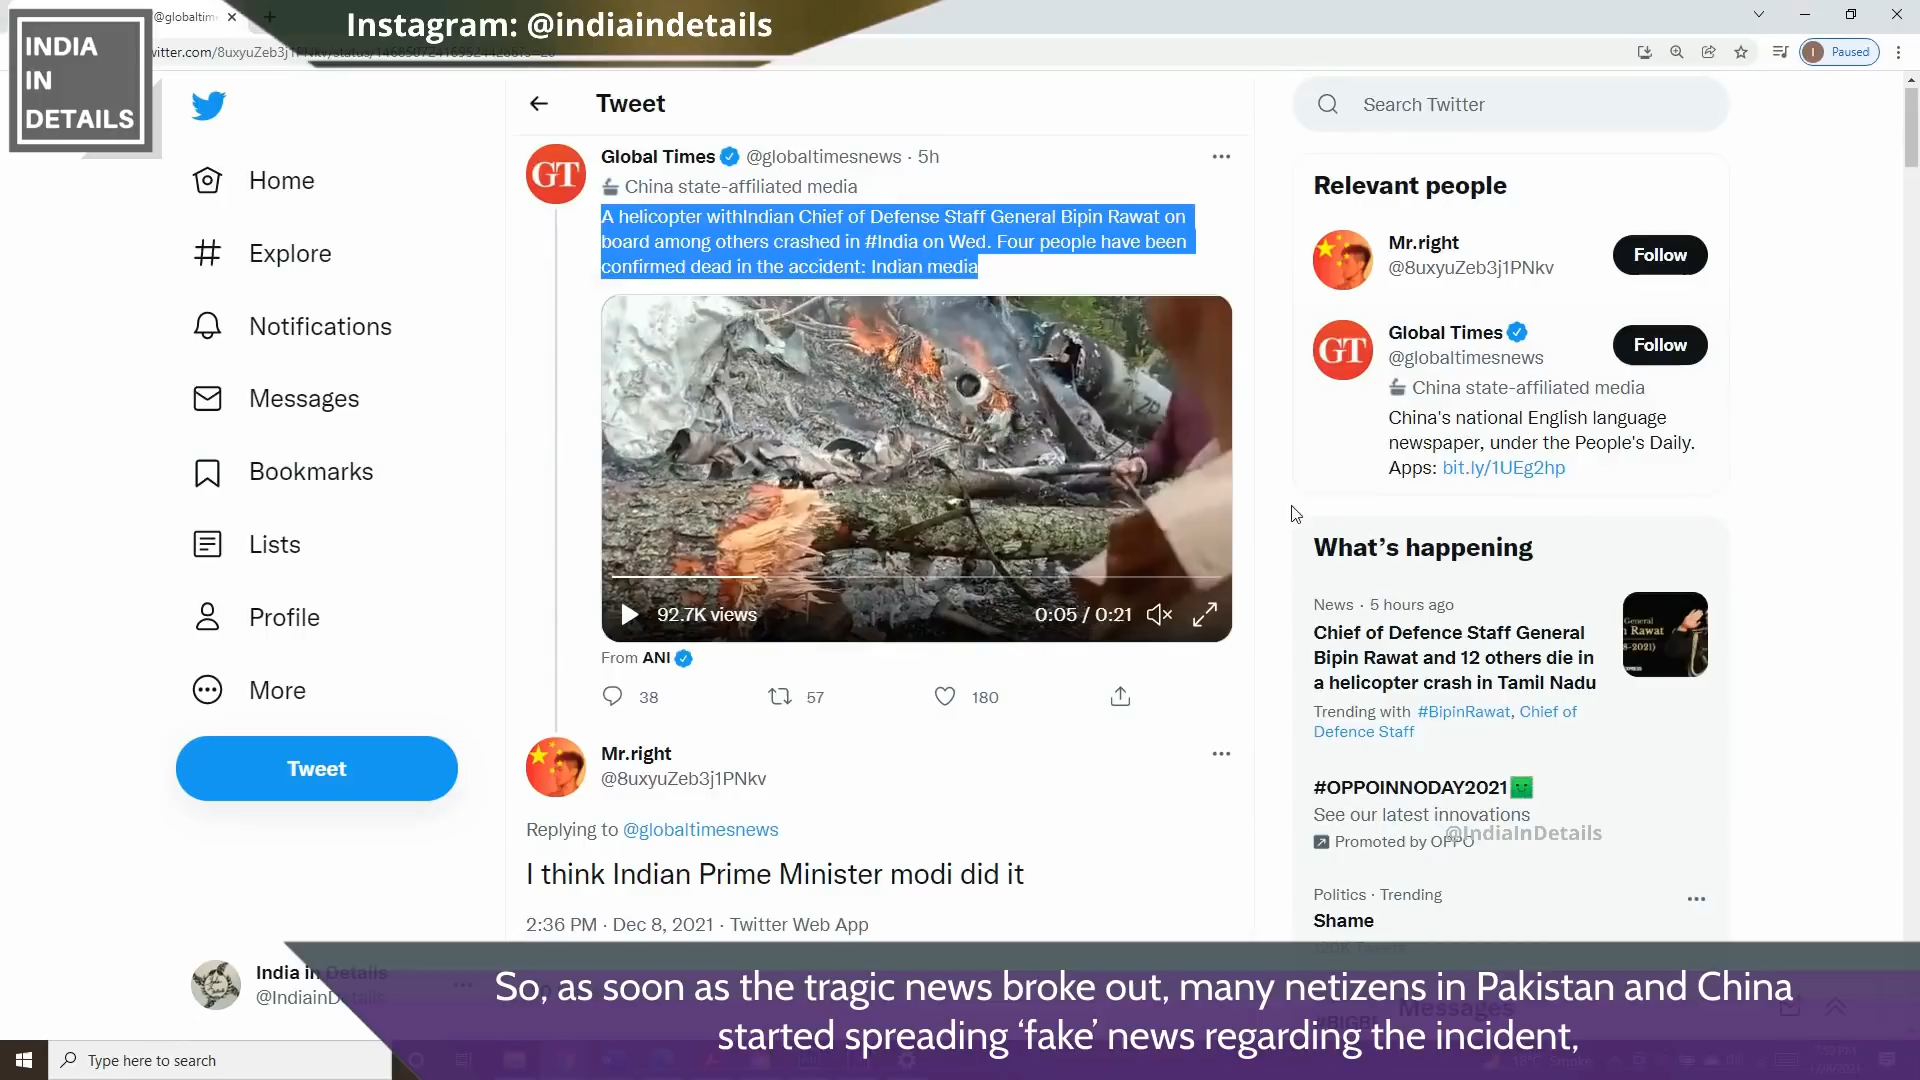 Instagram: @indiaindetails
INDIA
IN
DETAILS
@globaltim
Paused
Tweet
Search Twitter
Home
Explore
Notifications
Messages
Bookmarks
Lists
Profile
More
Tweet
India in Details
GT
Global Times @globaltimesnews · 5h
China state-affiliated media
A helicopter withIndian Chief of Defense Staff General Bipin Rawat on
board among others crashed in #India on Wed. Four people have been
confirmed dead in the accident: Indian media
92.7K views
0:05 / 0:21
From ANI
38
57
180
Mr.right
@8uxyuZeb3j1PNkv
Replying to @globaltimesnews
I think Indian Prime Minister modi did it
2:36 PM · Dec 8, 2021 · Twitter Web App
Relevant people
Mr.right
@8uxyuZeb3j1PNkv
Follow
GT
Global Times
@globaltimesnews
Follow
China state-affiliated media
China's national English language
newspaper, under the People's Daily.
Apps: bit.ly/1UEg2hp
What's happening
News · 5 hours ago
Chief of Defence Staff General
Bipin Rawat and 12 others die in
a helicopter crash in Tamil Nadu
Trending with #BipinRawat, Chief of
Defence Staff
#OPPOINNODAY2021
See our latest innovations
@IndiaInDetails
Promoted by OPPO
Politics · Trending
Shame
Messages
So, as soon as the tragic news broke out, many netizens in Pakistan and China
started spreading ‘fake’ news regarding the incident,
Type here to search